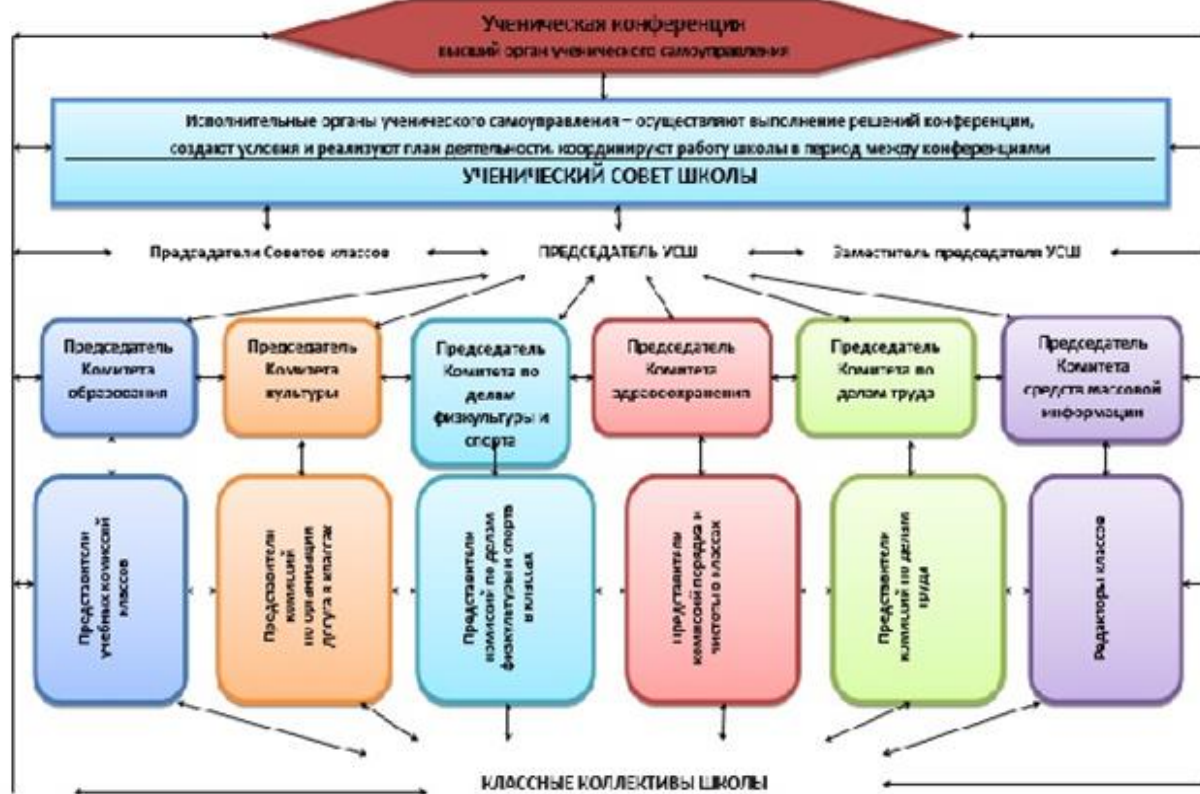 Ученическая конференция
высший орган ученического самоуправления
Исполнительные органы ученического самоуправления – осуществляют выполнение решений конференции,
создают условия и реализуют план деятельности, координируют работу школы в период между конференциями
УЧЕНИЧЕСКИЙ СОВЕТ ШКОЛЫ
Председатели Советов классов
ПРЕДСЕДАТЕЛЬ УСШ
Заместитель председателя УСШ
Председатель
Комитета
образования
Председатель
Комитета
культуры
Председатель
Комитета по
делам
физкультуры и
спорта
Председатель
Комитета
здравоохранения
Председатель
Комитета по
делам труда
Председатель
Комитета
средств массовой
информации
Представители
учебных комиссий
классов
Представители
комиссий
по организации
досуга в классах
Представители
комиссий по делам
физкультуры и спорта
в классах
Представители
комиссий порядка и
чистоты в классах
Представители
комиссий по делам
труда
Редакторы классов
КЛАССНЫЕ КОЛЛЕКТИВЫ ШКОЛЫ